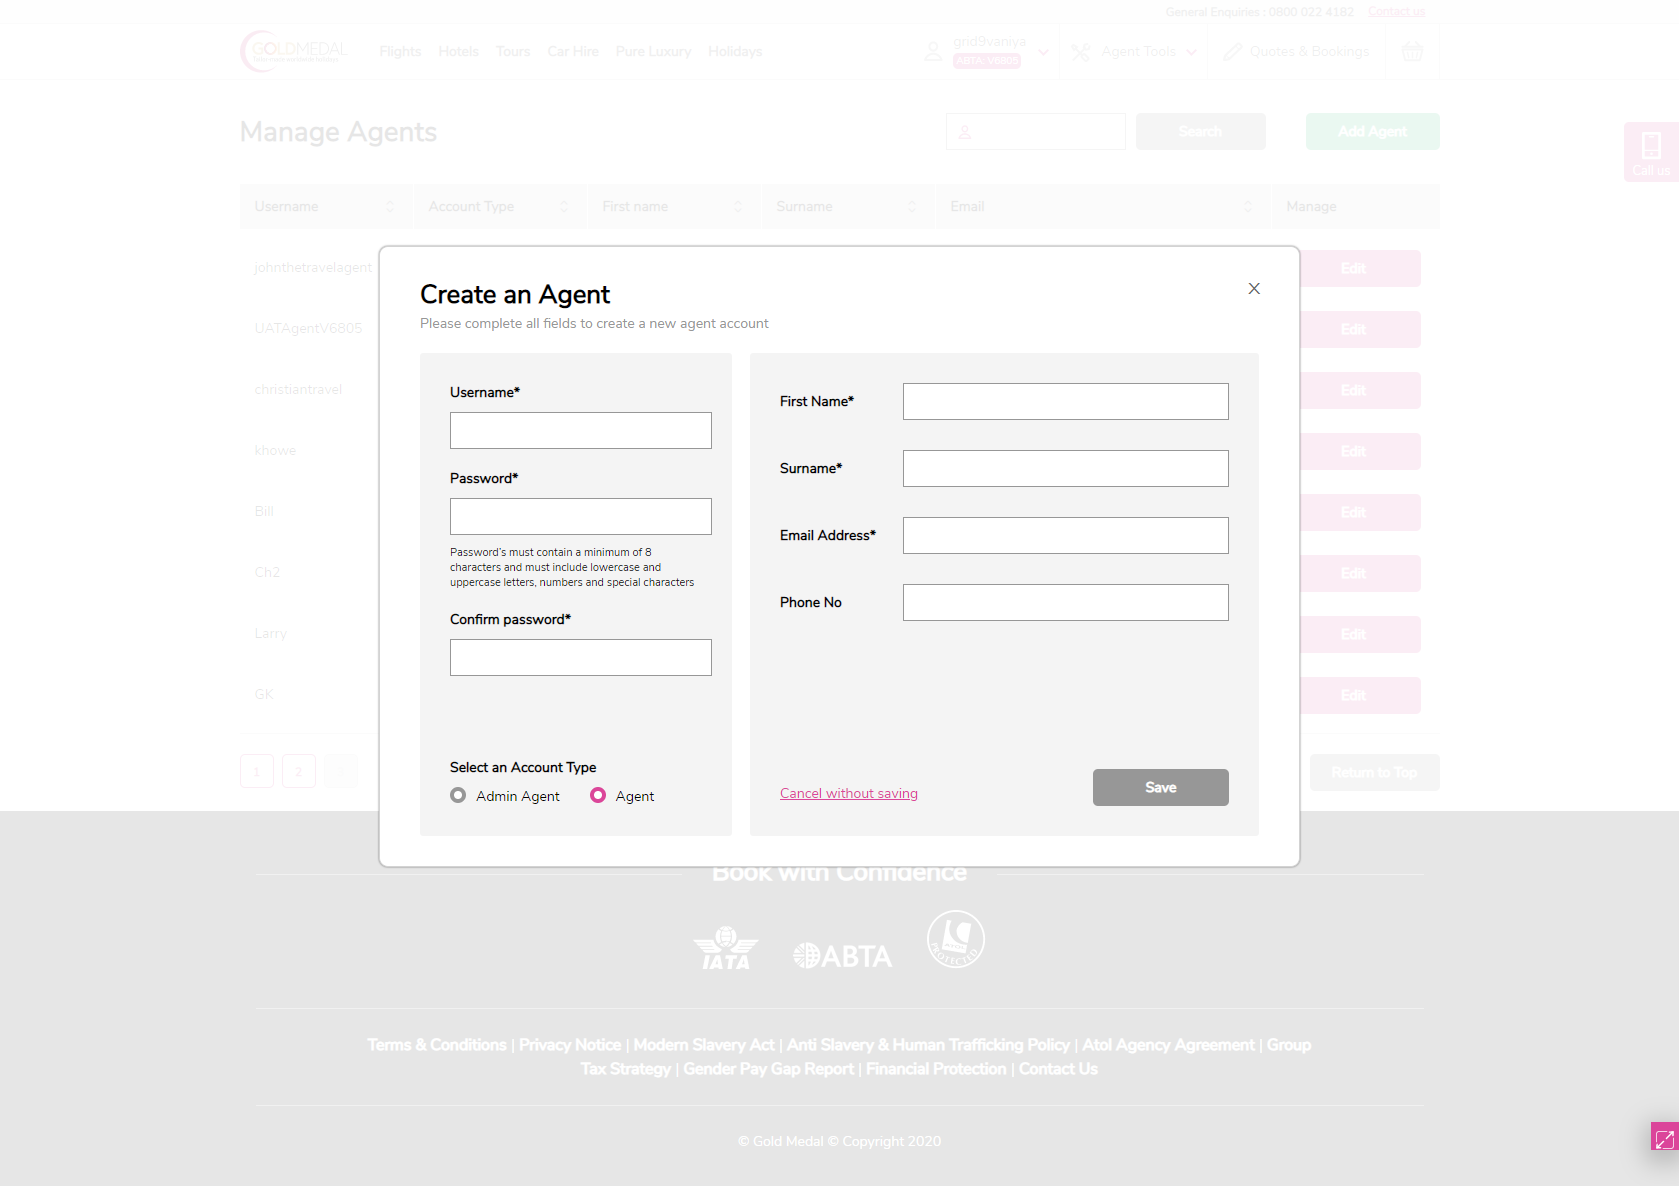 General Enquiries : 0800 022 4182 Contact us
GOLDMEDAL Flights Hotels Tours Car Hire Pure Luxury Holidays
grid9vaniya
ABTA: V6805
Agent Tools Quotes & Bookings
Manage Agents
Search Add Agent
Call us
Username Account Type First name Surname Email Manage
johnthetravelagent Edit
UATAgentV6805 Edit
christiantravel Edit
khowe Edit
Bill Edit
Ch2 Edit
Larry Edit
GK Edit
1 2
Return to Top
Create an Agent X
Please complete all fields to create a new agent account
Username*
Password*
Password's must contain a minimum of 8
characters and must include lowercase and
uppercase letters, numbers and special characters
Confirm password*
Select an Account Type
Admin Agent Agent
First Name*
Surname*
Email Address*
Phone No
Cancel without saving Save
Book with Confidence
IATA ABTA PROTECTED
Terms & Conditions | Privacy Notice | Modern Slavery Act | Anti Slavery & Human Trafficking Policy | Atol Agency Agreement | Group
Tax Strategy | Gender Pay Gap Report | Financial Protection | Contact Us
© Gold Medal © Copyright 2020